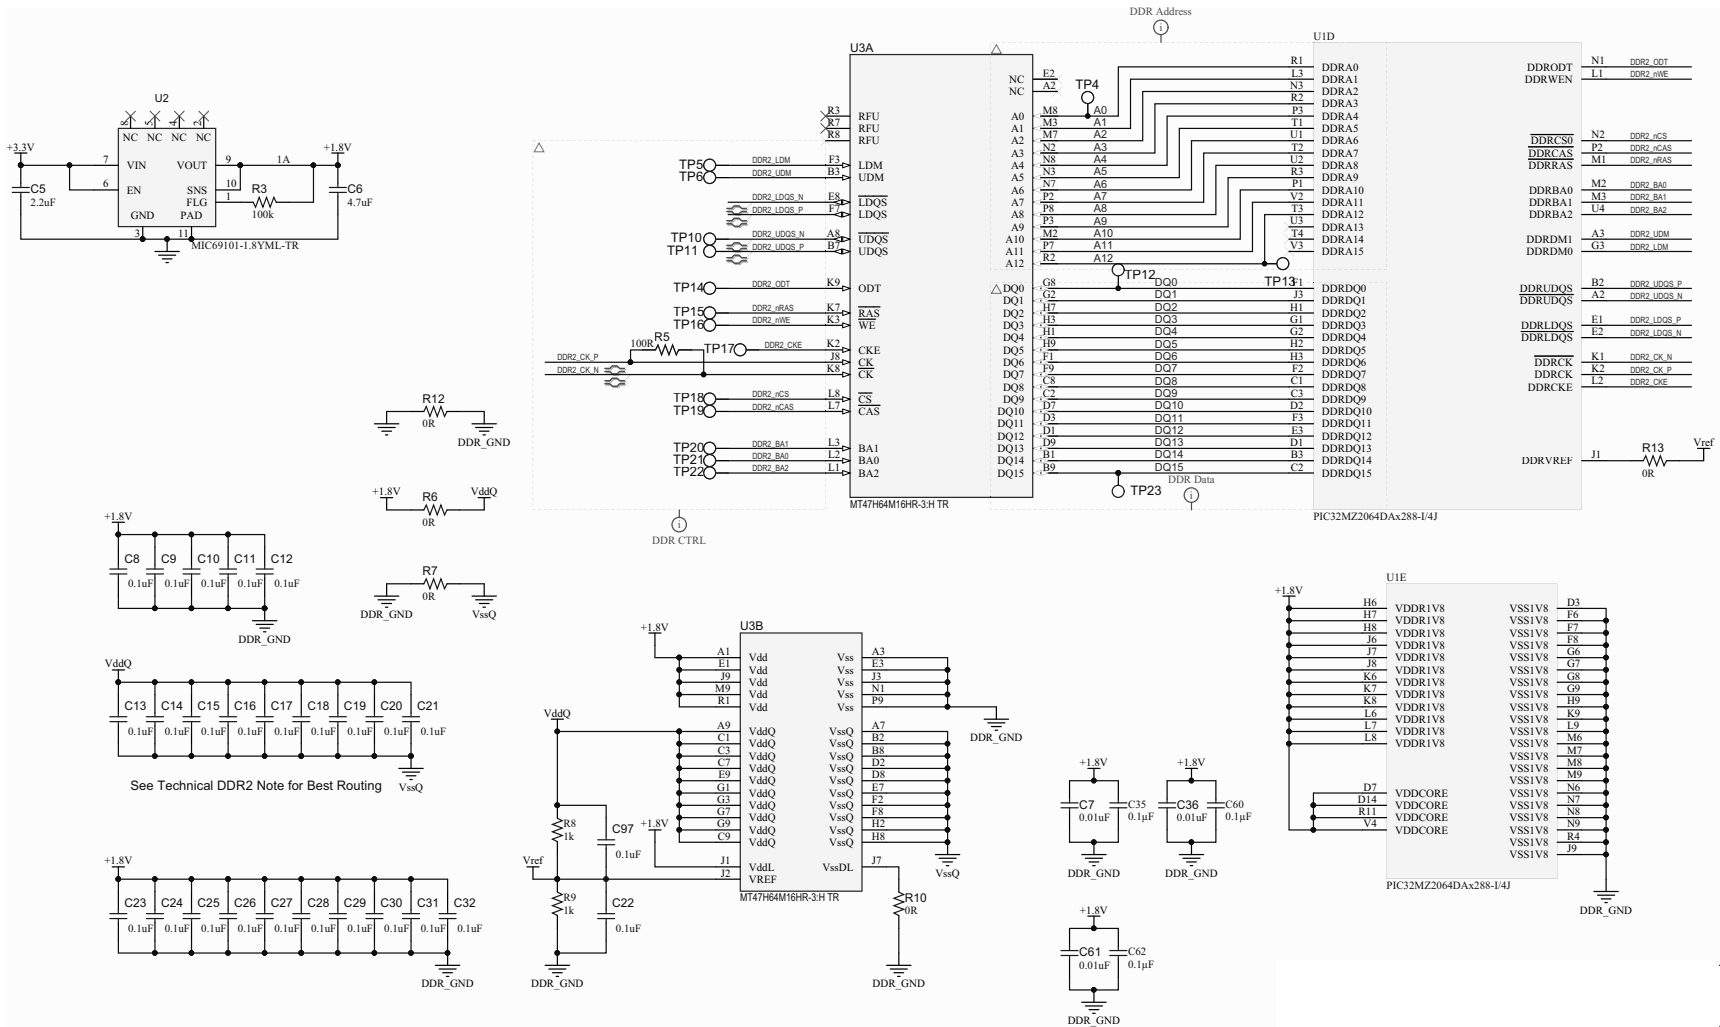 DDR Address
i
U3A
U1D
U2
8
5
4
2
NC NC NC NC
+3.3V
7 VIN VOUT 9 1A +1.8V
C5
2.2uF
6 EN SNS 10
FLG 1 R3
100k
C6
4.7uF
GND PAD
3 11
MIC69101-1.8YML-TR
R3 RFU
R7 RFU
R8 RFU
TP5 DDR2_LDM F3 LDM
TP6 DDR2_UDM B3 UDM
DDR2_LDQS_N E8 LDQS
DDR2_LDQS_P F7 LDQS
TP10 DDR2_UDQS_N A8 UDQS
TP11 DDR2_UDQS_P B7 UDQS
TP14 DDR2_ODT K9 ODT
TP15 DDR2_nRAS K7 RAS
TP16 DDR2_nWE K3 WE
R5
100R
TP17 DDR2_CKE K2 CKE
DDR2_CK_P J8 CK
DDR2_CK_N K8 CK
TP18 DDR2_nCS L8 CS
TP19 DDR2_nCAS L7 CAS
TP20 DDR2_BA1 L3 BA1
TP21 DDR2_BA0 L2 BA0
TP22 DDR2_BA2 L1 BA2
MT47H64M16HR-3:H TR
i
DDR CTRL
NC E2
NC A2
TP4
A0 M8 A0
A1 M3 A1
A2 M7 A2
A3 N2 A3
A4 N8 A4
A5 N3 A5
A6 N7 A6
A7 P2 A7
A8 P8 A8
A9 P3 A9
A10 M2 A10
A11 P7 A11
A12 R2 A12
R1 DDRA0
L3 DDRA1
N3 DDRA2
R2 DDRA3
P3 DDRA4
T1 DDRA5
U1 DDRA6
T2 DDRA7
U2 DDRA8
R3 DDRA9
P1 DDRA10
V2 DDRA11
T3 DDRA12
U3 DDRA13
T4 DDRA14
V3 DDRA15
TP12
TP13
DQ0 G8 DQ0 F1 DDRDQ0
DQ1 G2 DQ1 J3 DDRDQ1
DQ2 H7 DQ2 H1 DDRDQ2
DQ3 H3 DQ3 G1 DDRDQ3
DQ4 H1 DQ4 G2 DDRDQ4
DQ5 H9 DQ5 H2 DDRDQ5
DQ6 F1 DQ6 H3 DDRDQ6
DQ7 F9 DQ7 F2 DDRDQ7
DQ8 C8 DQ8 C1 DDRDQ8
DQ9 C2 DQ9 C3 DDRDQ9
DQ10 D7 DQ10 D2 DDRDQ10
DQ11 D3 DQ11 F3 DDRDQ11
DQ12 D1 DQ12 E3 DDRDQ12
DQ13 D9 DQ13 D1 DDRDQ13
DQ14 B1 DQ14 B3 DDRDQ14
DQ15 B9 DQ15 C2 DDRDQ15
TP23
DDR Data
i
DDRODT N1 DDR2_ODT
DDRWEN L1 DDR2_nWE
DDRCS0 N2 DDR2_nCS
DDRCAS P2 DDR2_nCAS
DDRRAS M1 DDR2_nRAS
DDRBA0 M2 DDR2_BA0
DDRBA1 M3 DDR2_BA1
DDRBA2 U4 DDR2_BA2
DDRDM1 A3 DDR2_UDM
DDRDM0 G3 DDR2_LDM
DDRUDQS B2 DDR2_UDQS_P
DDRUDQS A2 DDR2_UDQS_N
DDRLDQS E1 DDR2_LDQS_P
DDRLDQS E2 DDR2_LDQS_N
DDRCK K1 DDR2_CK_N
DDRCK K2 DDR2_CK_P
DDRCKE L2 DDR2_CKE
DDRVREF J1 R13 Vref
0R
PIC32MZ2064DAx288-I/4J
R12
0R
DDR_GND
+1.8V R6 VddQ
0R
R7
0R
DDR_GND VssQ
+1.8V
C8 C9 C10 C11 C12
0.1uF 0.1uF 0.1uF 0.1uF 0.1uF
DDR_GND
VddQ
C13 C14 C15 C16 C17 C18 C19 C20 C21
0.1uF 0.1uF 0.1uF 0.1uF 0.1uF 0.1uF 0.1uF 0.1uF 0.1uF
VssQ
See Technical DDR2 Note for Best Routing
+1.8V
C23 C24 C25 C26 C27 C28 C29 C30 C31 C32
0.1uF 0.1uF 0.1uF 0.1uF 0.1uF 0.1uF 0.1uF 0.1uF 0.1uF 0.1uF
DDR_GND
U3B
+1.8V
A1 Vdd Vss A3
E1 Vdd Vss E3
J9 Vdd Vss J3
M9 Vdd Vss N1
R1 Vdd Vss P9
DDR_GND
VddQ
A9 VddQ VssQ A7
C1 VddQ VssQ B2
C3 VddQ VssQ B8
C7 VddQ VssQ D2
E9 VddQ VssQ D8
G1 VddQ VssQ E7
G3 VddQ VssQ F2
G7 VddQ VssQ F8
G9 VddQ VssQ H2
C9 VddQ VssQ H8
VssQ
+1.8V
J1 VddL VssDL J7
J2 VREF
MT47H64M16HR-3:H TR
R8
1k
C97
0.1uF
Vref
R9
1k
C22
0.1uF
DDR_GND
R10
0R
DDR_GND
+1.8V +1.8V
C7 C35 C36 C60
0.01uF 0.1µF 0.01uF 0.1µF
DDR_GND DDR_GND
+1.8V
C61 C62
0.01uF 0.1µF
DDR_GND
U1E
+1.8V
H6 VDDR1V8 VSS1V8 D3
H7 VDDR1V8 VSS1V8 F6
H8 VDDR1V8 VSS1V8 F7
J6 VDDR1V8 VSS1V8 F8
J7 VDDR1V8 VSS1V8 G6
J8 VDDR1V8 VSS1V8 G7
K6 VDDR1V8 VSS1V8 G8
K7 VDDR1V8 VSS1V8 G9
K8 VDDR1V8 VSS1V8 H9
L6 VDDR1V8 VSS1V8 K9
L7 VDDR1V8 VSS1V8 L9
L8 VDDR1V8 VSS1V8 M6
VSS1V8 M7
VSS1V8 M8
VSS1V8 M9
D7 VDDCORE VSS1V8 N6
D14 VDDCORE VSS1V8 N7
R11 VDDCORE VSS1V8 N8
V4 VDDCORE VSS1V8 N9
VSS1V8 R4
VSS1V8 J9
PIC32MZ2064DAx288-I/4J
DDR_GND